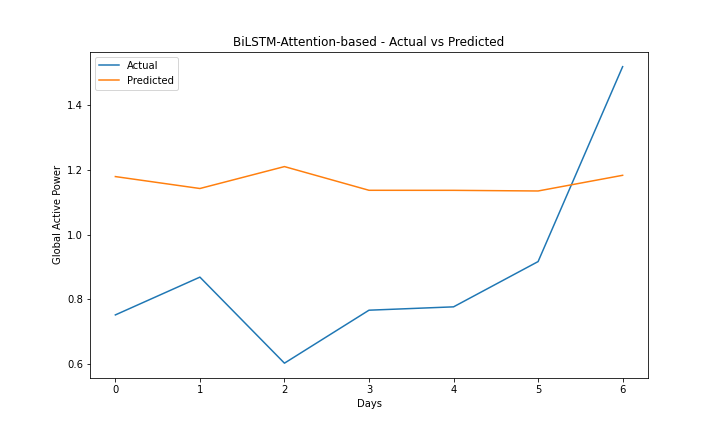 BiLSTM-Attention-based - Actual vs Predicted
Actual
Predicted
Global Active Power
1.4
1.2
1.0
0.8
0.6
0 1 2 3 4 5 6
Days